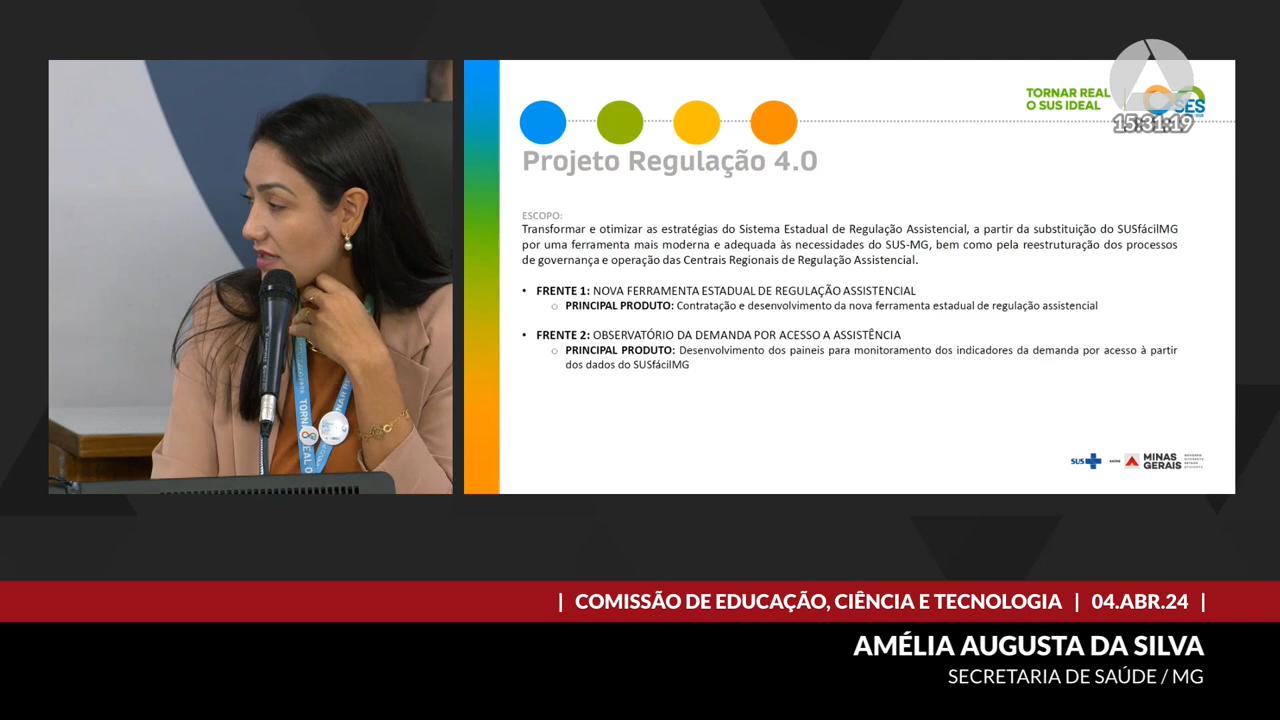 TORNAR REAL
O SUS IDEAL
SES
15:31:19
Projeto Regulação 4.0
ESCOPO:
Transformar e otimizar as estratégias do Sistema Estadual de Regulação Assistencial, a partir da substituição do SUSfácilMG
por uma ferramenta mais moderna e adequada às necessidades do SUS-MG, bem como pela reestruturação dos processos
de governança e operação das Centrais Regionais de Regulação Assistencial.
• FRENTE 1: NOVA FERRAMENTA ESTADUAL DE REGULAÇÃO ASSISTENCIAL
○ PRINCIPAL PRODUTO: Contratação e desenvolvimento da nova ferramenta estadual de regulação assistencial
• FRENTE 2: OBSERVATÓRIO DA DEMANDA POR ACESSO A ASSISTÊNCIA
○ PRINCIPAL PRODUTO: Desenvolvimento dos paineis para monitoramento dos indicadores da demanda por acesso à partir
dos dados do SUSfácilMG
SUS
SAÚDE
MINAS
GERAIS
TORNAR REAL O
| COMISSÃO DE EDUCAÇÃO, CIÊNCIA E TECNOLOGIA | 04.ABR.24 |
AMÉLIA AUGUSTA DA SILVA
SECRETARIA DE SAÚDE / MG